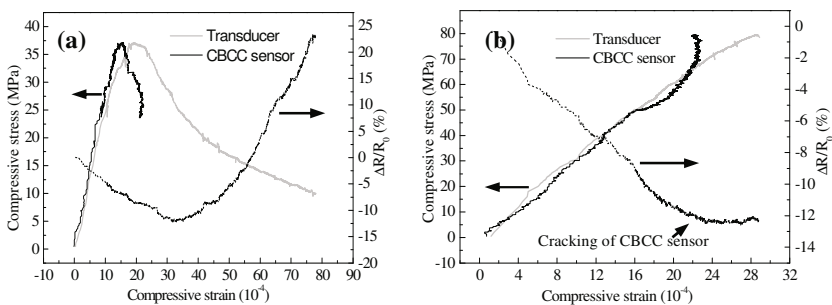 (a)
Transducer
CBCC sensor
Compressive stress (MPa)
40
35
30
25
20
15
10
5
0
25
20
15
10
5
0
-5
-10
-15
-20
ΔR/R0 (%)
-10 0 10 20 30 40 50 60 70 80 90
Compressive strain (10-4)
(b)
Transducer
CBCC sensor
Compressive stress (MPa)
80
70
60
50
40
30
20
10
0
-10
0
-2
-4
-6
-8
-10
-12
ΔR/R0 (%)
Cracking of CBCC sensor
0 4 8 12 16 20 24 28 32
Compressive strain (10-4)